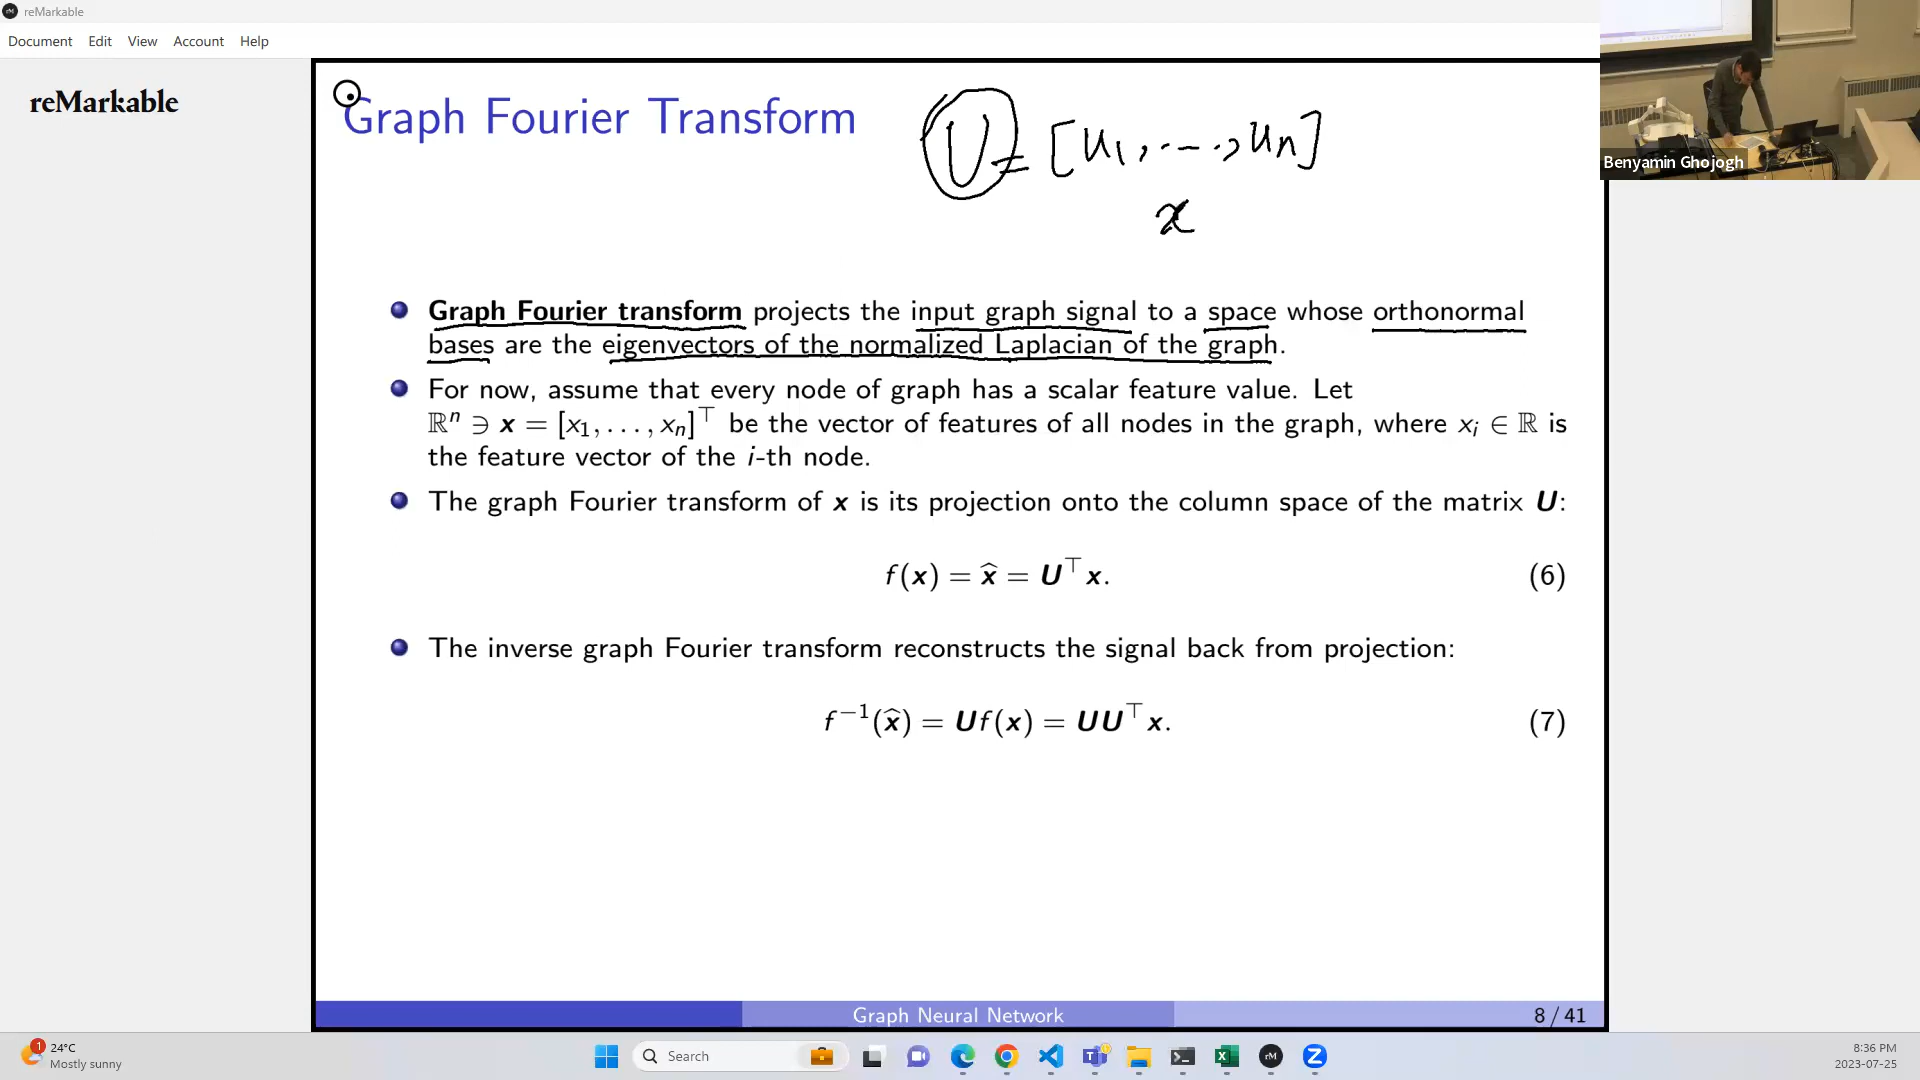 reMarkable
Document Edit View Account Help
reMarkable
Graph Fourier Transform
U = [u1, ..., un]
x
Graph Fourier transform projects the input graph signal to a space whose orthonormal
bases are the eigenvectors of the normalized Laplacian of the graph.
For now, assume that every node of graph has a scalar feature value. Let
ℝⁿ ∋ x = [x₁, . . . , xₙ]⊤ be the vector of features of all nodes in the graph, where xᵢ ∈ ℝ is
the feature vector of the i-th node.
The graph Fourier transform of x is its projection onto the column space of the matrix U:
f(x) = x̂ = U⊤x. (6)
The inverse graph Fourier transform reconstructs the signal back from projection:
f⁻¹(x̂) = Uf(x) = UU⊤x. (7)
Graph Neural Network 8 / 41
Benyamin Ghojogh
1
24°C
Mostly sunny
Search
rM
8:36 PM
2023-07-25